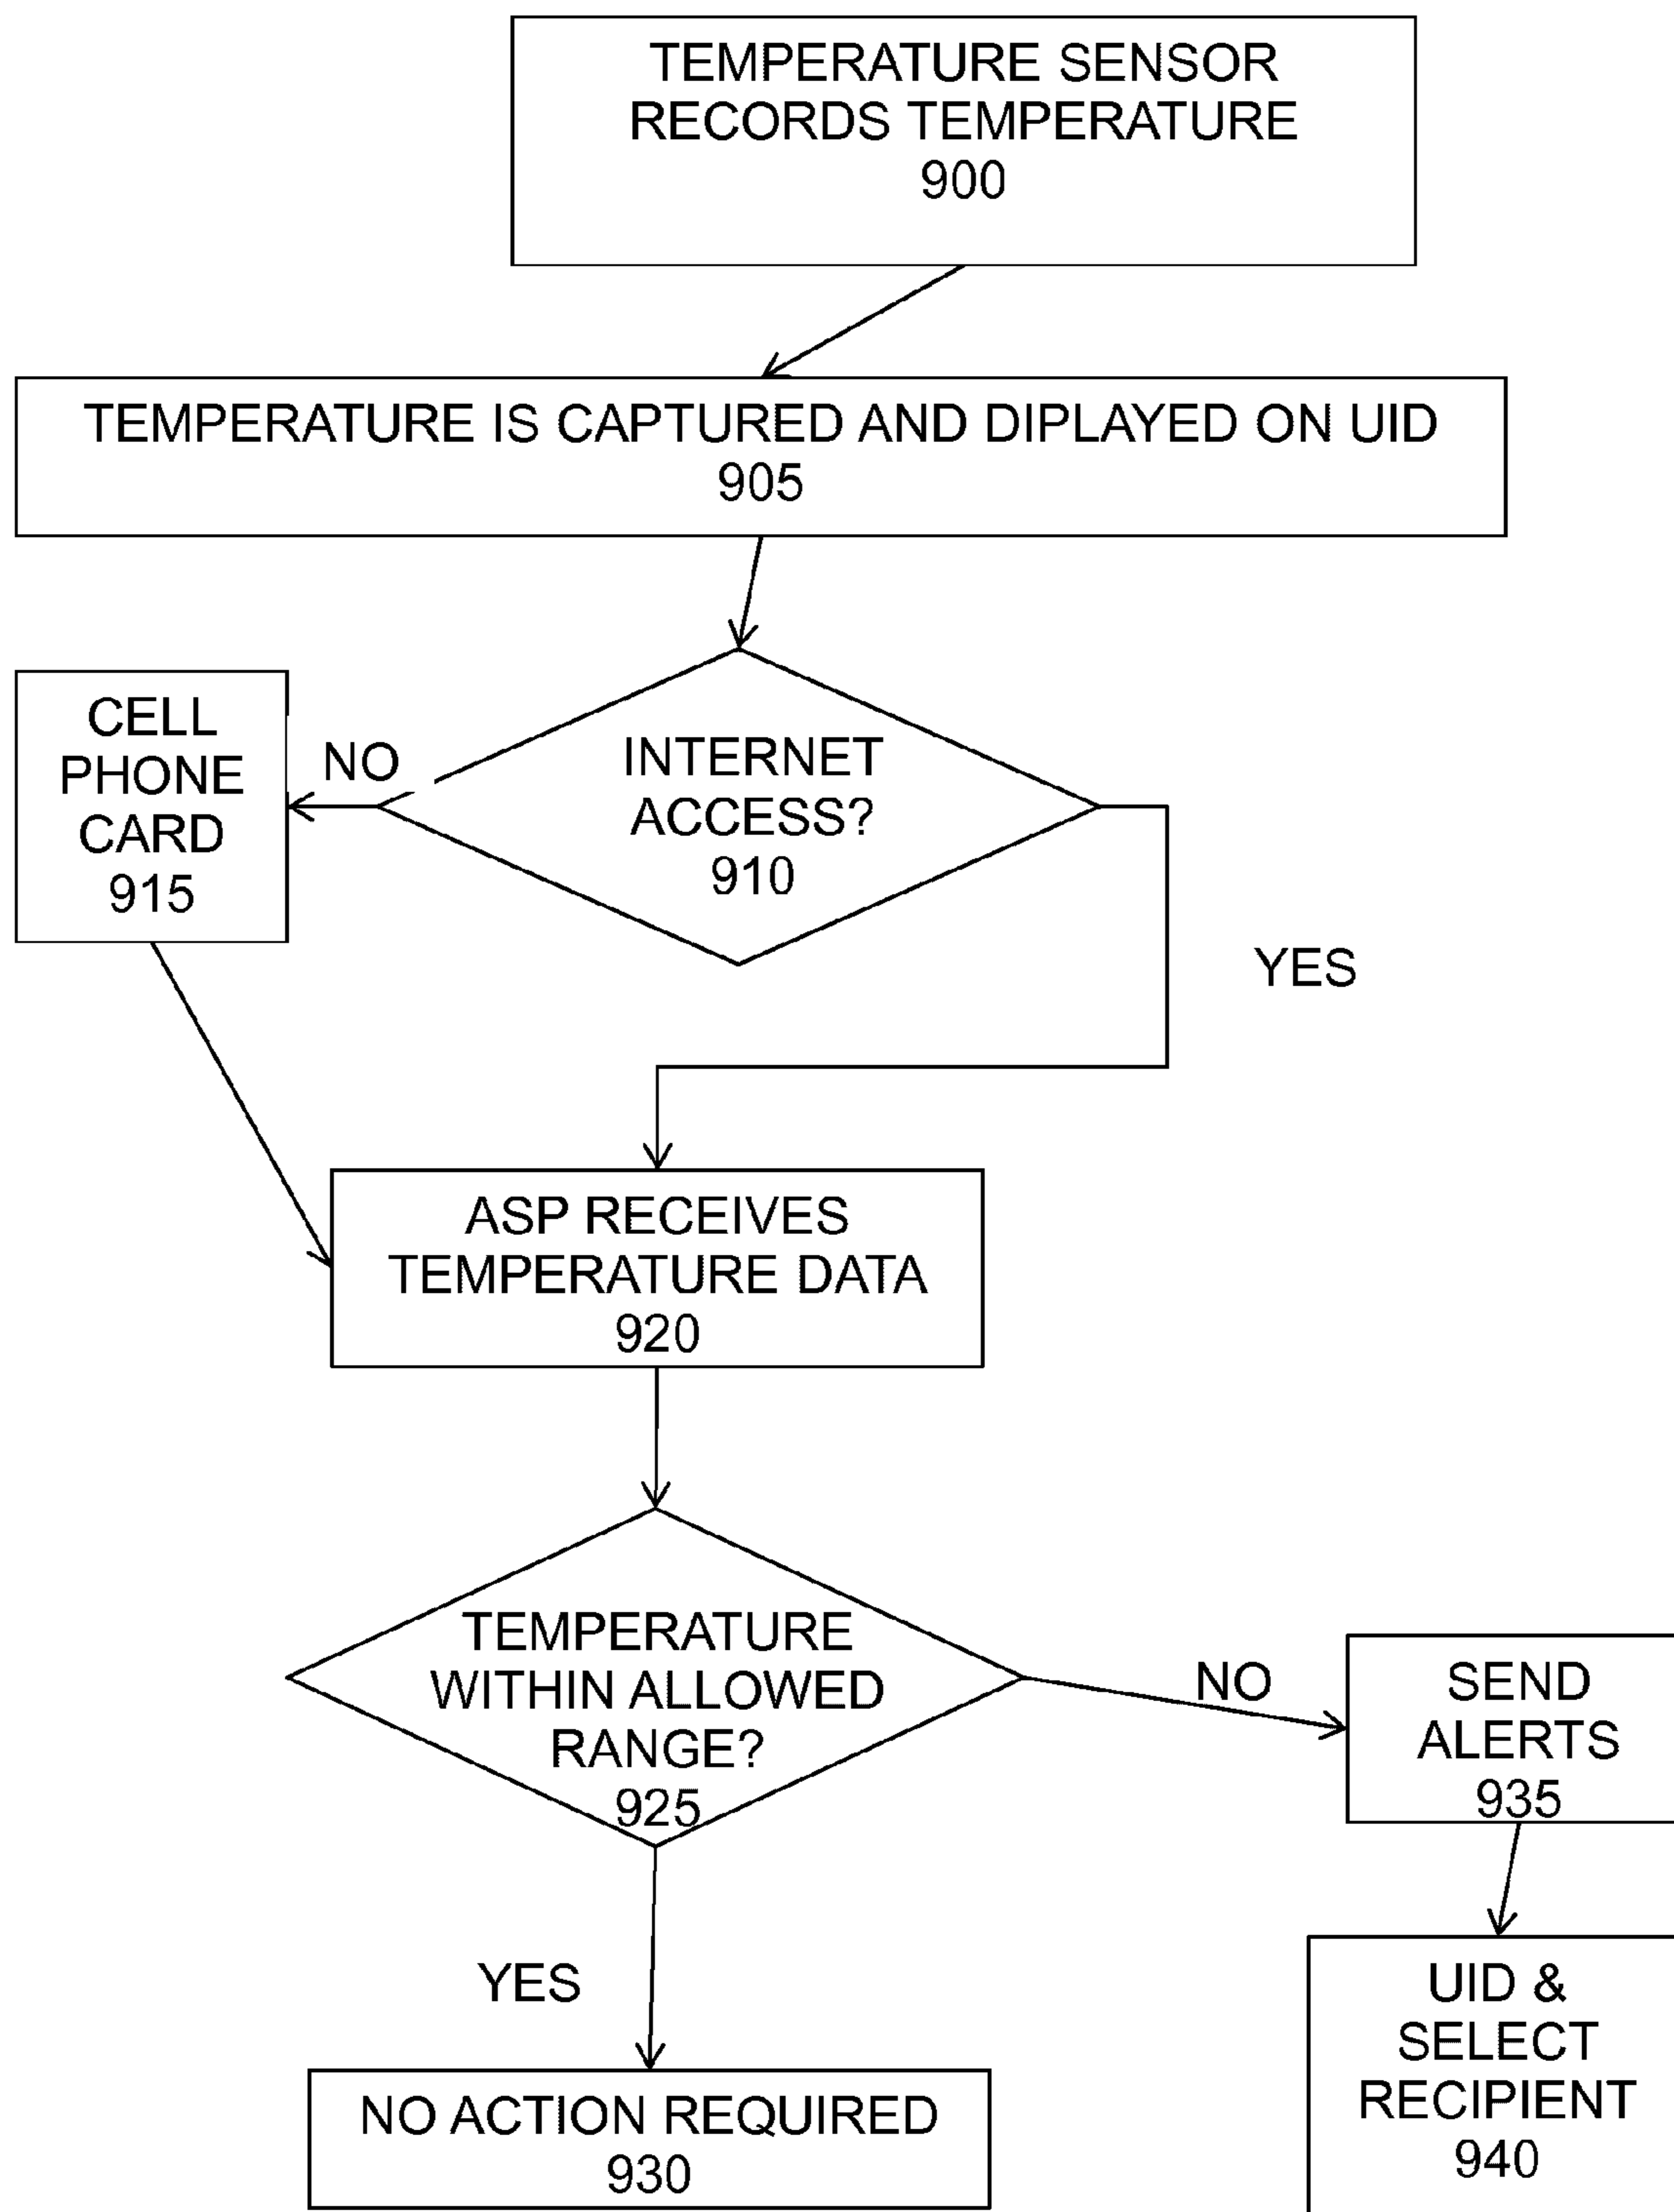 TEMPERATURE SENSOR
RECORDS TEMPERATURE
900
TEMPERATURE IS CAPTURED AND DIPLAYED ON UID
905
CELL
PHONE
CARD
915
NO
INTERNET
ACCESS?
910
YES
ASP RECEIVES
TEMPERATURE DATA
920
TEMPERATURE
WITHIN ALLOWED
RANGE?
925
NO
SEND
ALERTS
935
YES
UID &
SELECT
RECIPIENT
940
NO ACTION REQUIRED
930